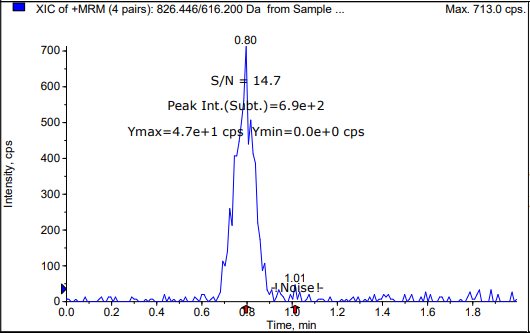 XIC of +MRM (4 pairs): 826.446/616.200 Da from Sample ...
Max. 713.0 cps.
0.80
700
S/N = 14.7
600
Peak Int.(Subt.)=6.9e+2
500
Ymax=4.7e+1 cps Ymin=0.0e+0 cps
400
300
200
100
1.01
!Noise!
0
0.0 0.2 0.4 0.6 0.8 1.0 1.2 1.4 1.6 1.8
Time, min
Intensity, cps